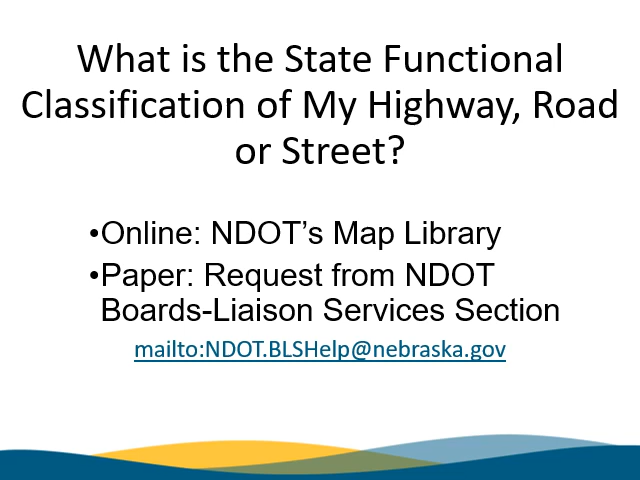 What is the State Functional
Classification of My Highway, Road
or Street?
•Online: NDOT’s Map Library
•Paper: Request from NDOT
Boards-Liaison Services Section
mailto:NDOT.BLSHelp@nebraska.gov